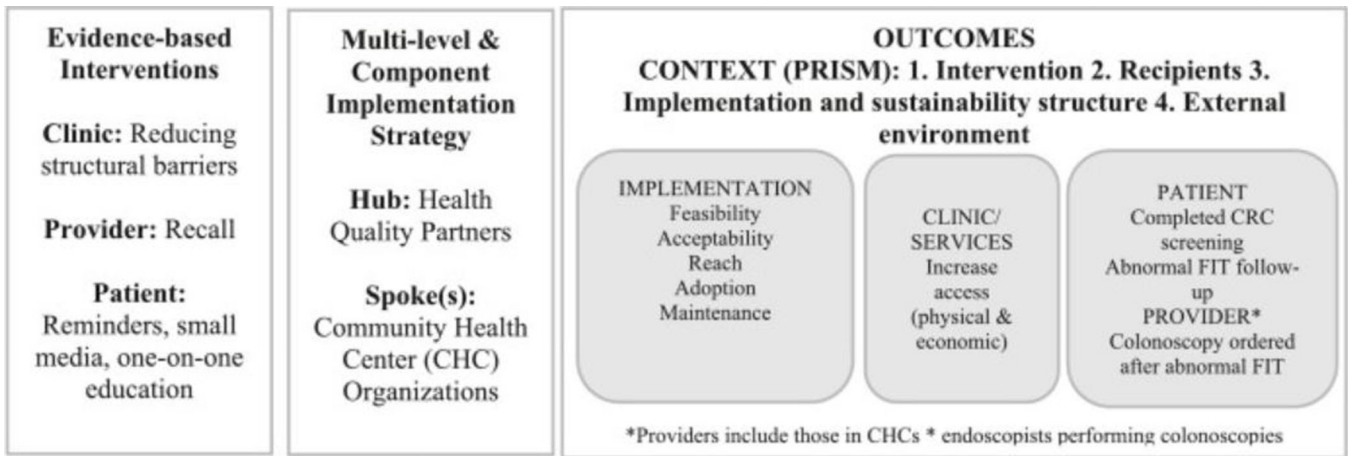 Evidence-based
Interventions
Clinic: Reducing
structural barriers
Provider: Recall
Patient:
Reminders, small
media, one-on-one
education
Multi-level &
Component
Implementation
Strategy
Hub: Health
Quality Partners
Spoke(s):
Community Health
Center (CHC)
Organizations
OUTCOMES
CONTEXT (PRISM): 1. Intervention 2. Recipients 3.
Implementation and sustainability structure 4. External
environment
IMPLEMENTATION
Feasibility
Acceptability
Reach
Adoption
Maintenance
CLINIC/
SERVICES
Increase
access
(physical &
economic)
PATIENT
Completed CRC
screening
Abnormal FIT follow-
up
PROVIDER*
Colonoscopy ordered
after abnormal FIT
*Providers include those in CHCs * endoscopists performing colonoscopies